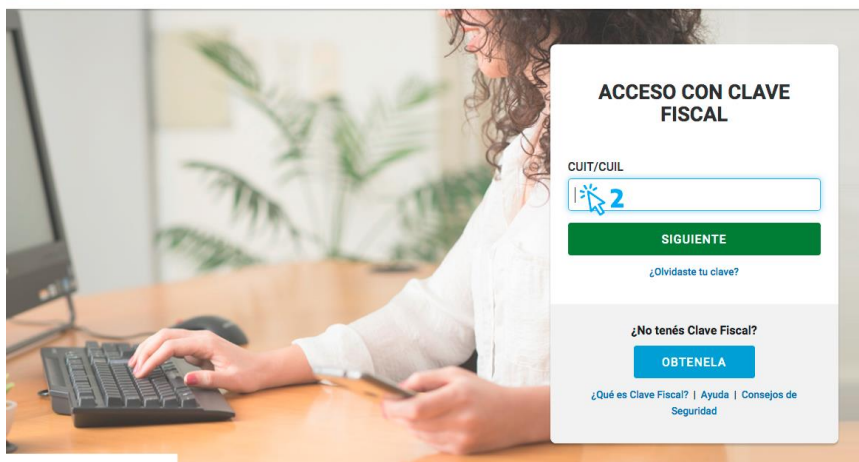 ACCESO CON CLAVE
FISCAL
CUIT/CUIL
2
SIGUIENTE
¿Olvidaste tu clave?
¿No tenés Clave Fiscal?
OBTENELA
¿Qué es Clave Fiscal? | Ayuda | Consejos de
Seguridad